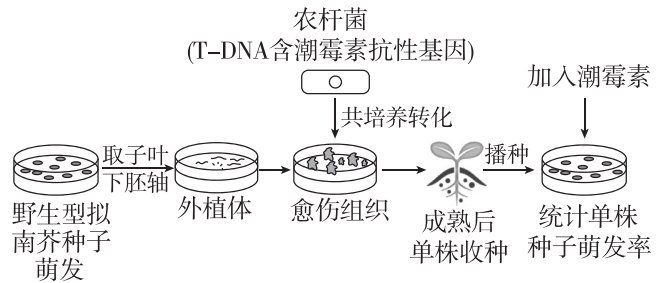 农杆菌
(T-DNA含潮霉素抗性基因)
加入潮霉素
共培养转化
取子叶
下胚轴
播种
野生型拟
南芥种子
萌发
外植体
愈伤组织
成熟后
单株收种
统计单株
种子萌发率